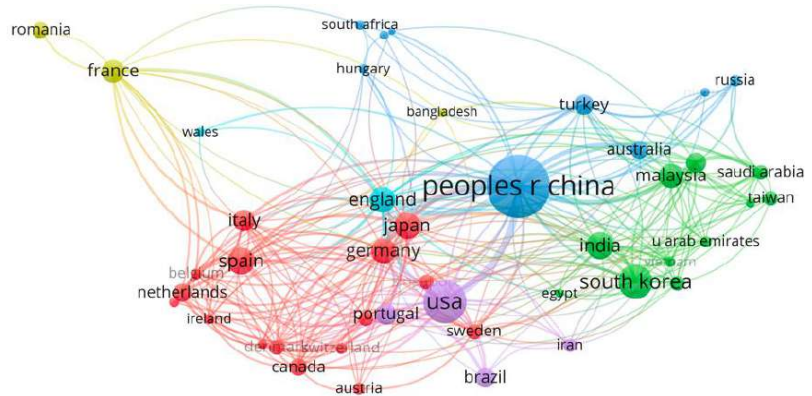 romania
south africa
france
hungary
russia
bangladesh
turkey
wales
australia
malaysia
saudi arabia
peoples r china
taiwan
england
italy
japan
india
u arab emirates
germany
spain
vietnam
belgium
south korea
netherlands
egypt
usa
ireland
portugal
sweden
denmark
switzerland
iran
canada
brazil
austria